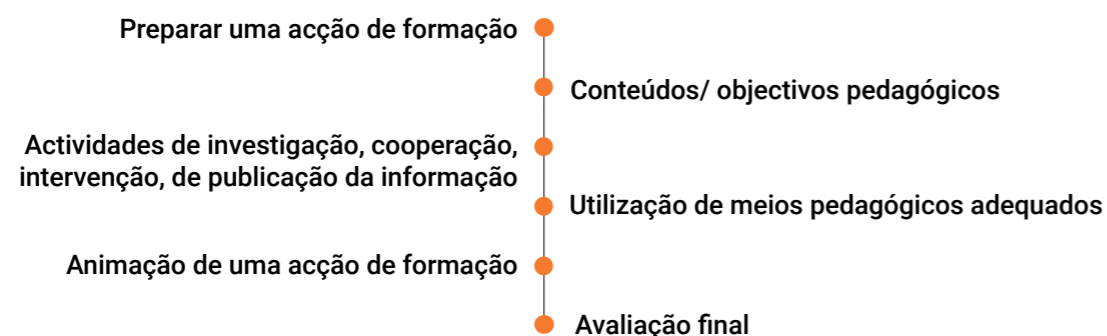 Preparar uma acção de formação
Conteúdos/ objectivos pedagógicos
Actividades de investigação, cooperação,
intervenção, de publicação da informação
Utilização de meios pedagógicos adequados
Animação de uma acção de formação
Avaliação final